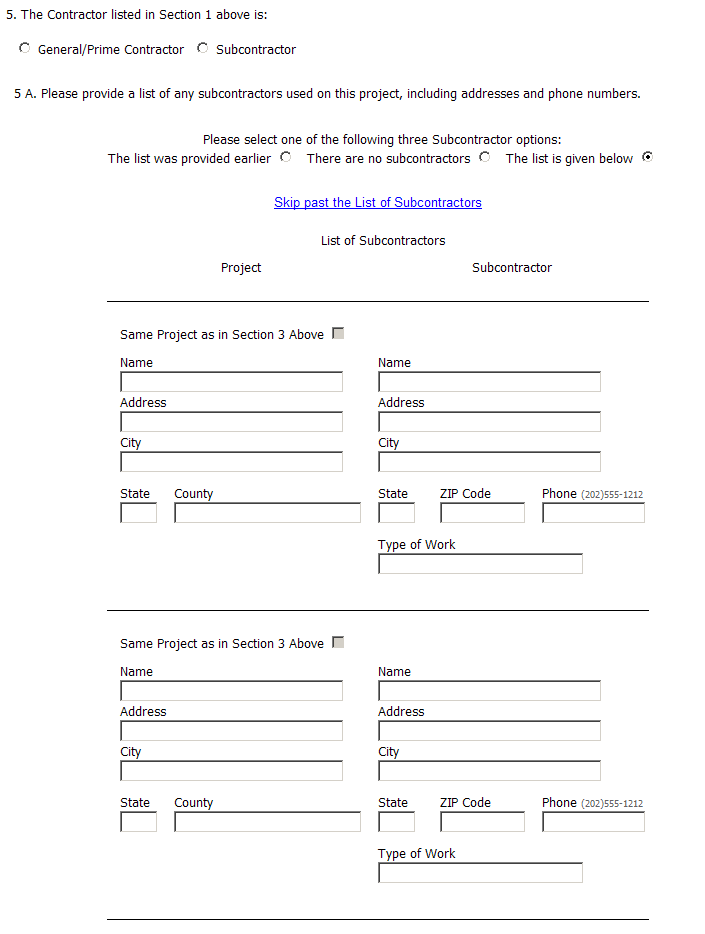 5. The Contractor listed in Section 1 above is:
General/Prime Contractor Subcontractor
5 A. Please provide a list of any subcontractors used on this project, including addresses and phone numbers.
Please select one of the following three Subcontractor options:
The list was provided earlier There are no subcontractors The list is given below
Skip past the List of Subcontractors
List of Subcontractors
Project Subcontractor
Same Project as in Section 3 Above
Name Name
Address Address
City City
State County State ZIP Code Phone (202)555-1212
Type of Work
Same Project as in Section 3 Above
Name Name
Address Address
City City
State County State ZIP Code Phone (202)555-1212
Type of Work